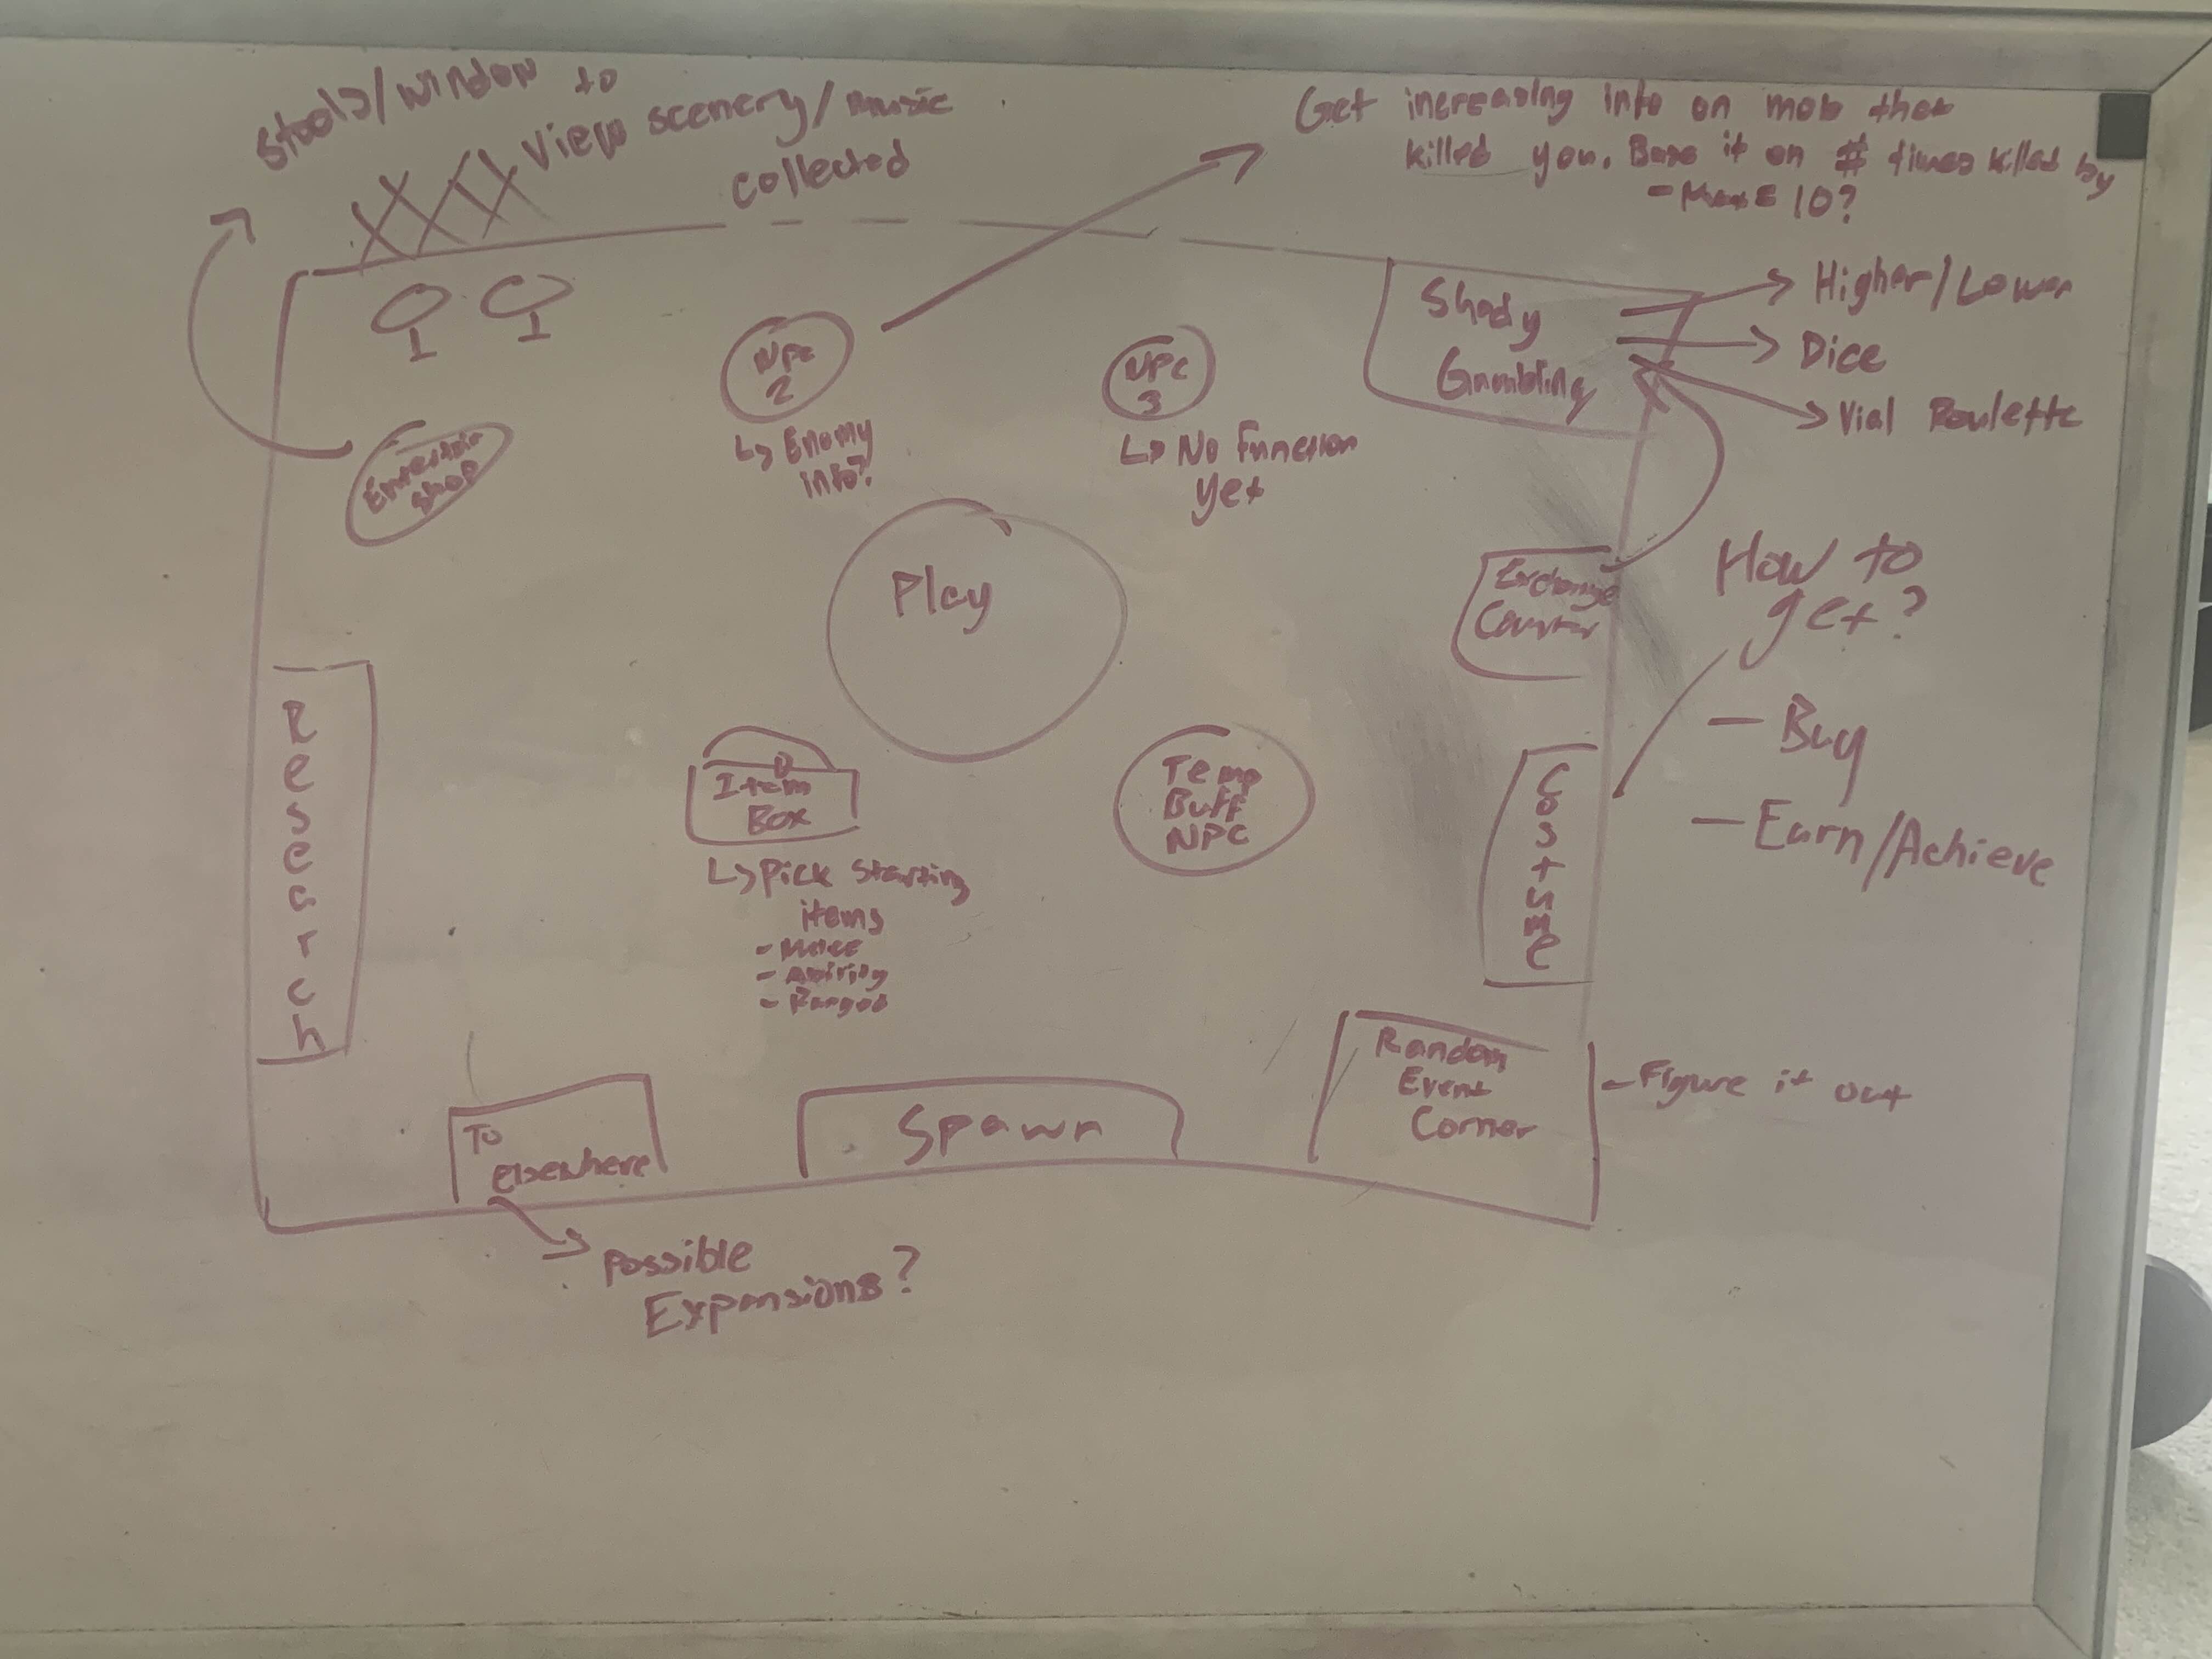 Stools/window to
View scenery/music
collected
Get increasing info on mob that
killed you. Base it on # times killed by
10?
Shady
Gambling
Higher/Lower
Dice
Vial Roulette
NPC
2
Enemy
info?
NPC
3
No Function
yet
Shop
Play
Exchange
Counter
How to
get?
- Buy
- Earn/Achieve
Research
Item
Box
Pick starting
items
- Melee
- Ability
- Ranged
Temp
Buff
NPC
Costume
To
elsewhere
Possible
Expansions?
Spawn
Random
Event
Corner
- Figure it out